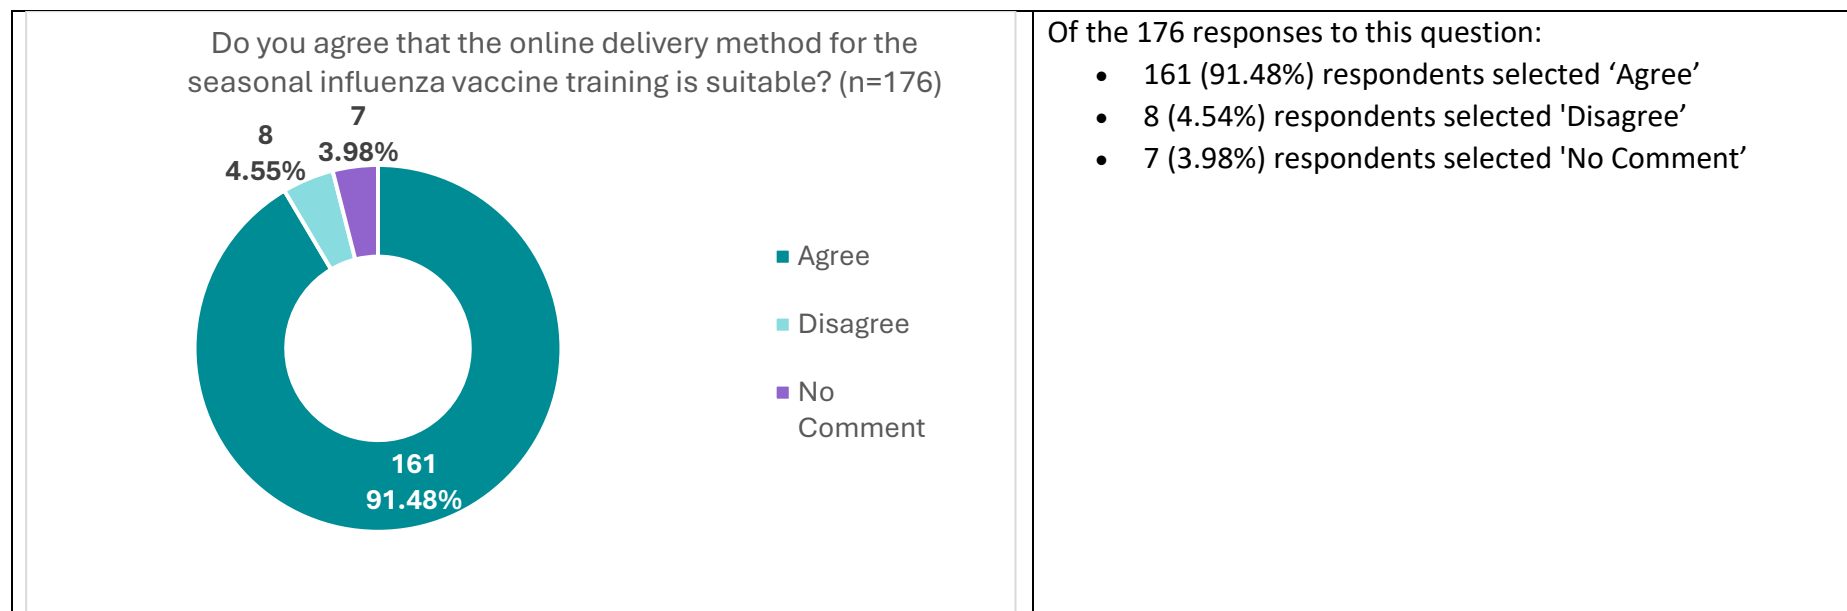 Do you agree that the online delivery method for the
seasonal influenza vaccine training is suitable? (n=176)
7
3.98%
8
4.55%
161
91.48%
Agree
Disagree
No
Comment
Of the 176 responses to this question:
• 161 (91.48%) respondents selected ‘Agree’
• 8 (4.54%) respondents selected 'Disagree’
• 7 (3.98%) respondents selected 'No Comment’